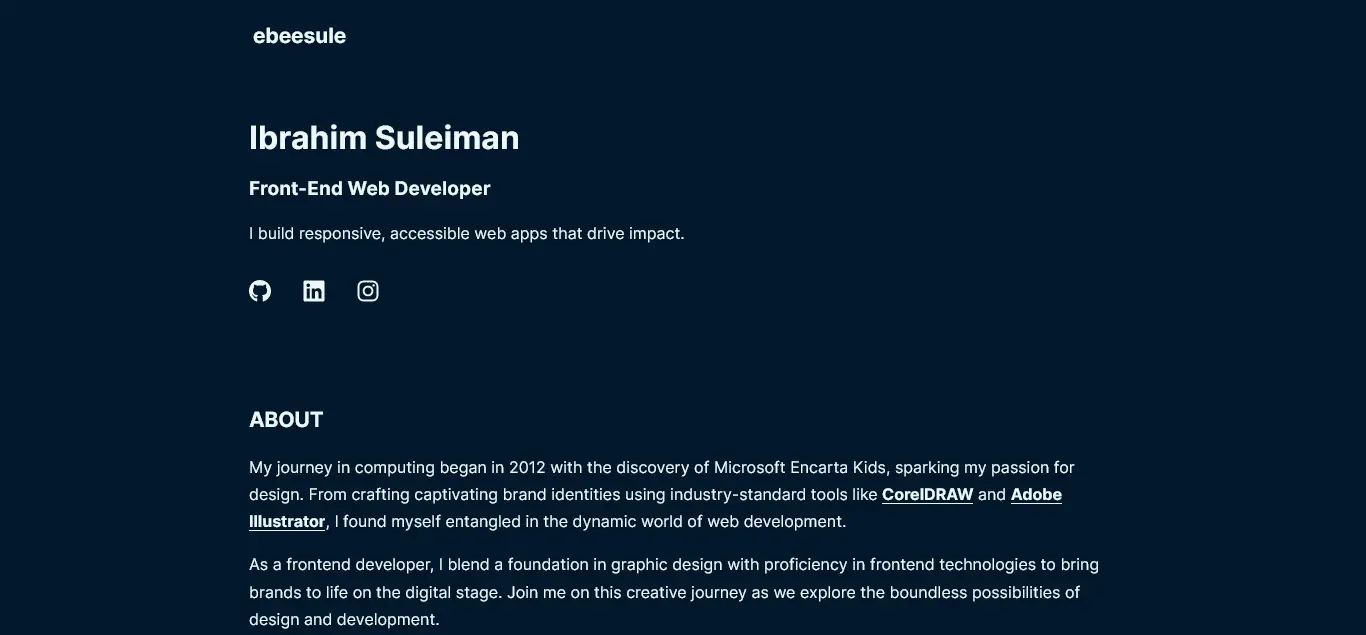 ebeesule
Ibrahim Suleiman
Front-End Web Developer
I build responsive, accessible web apps that drive impact.
ABOUT
My journey in computing began in 2012 with the discovery of Microsoft Encarta Kids, sparking my passion for
design. From crafting captivating brand identities using industry-standard tools like CorelDRAW and Adobe
Illustrator, I found myself entangled in the dynamic world of web development.
As a frontend developer, I blend a foundation in graphic design with proficiency in frontend technologies to bring
brands to life on the digital stage. Join me on this creative journey as we explore the boundless possibilities of
design and development.